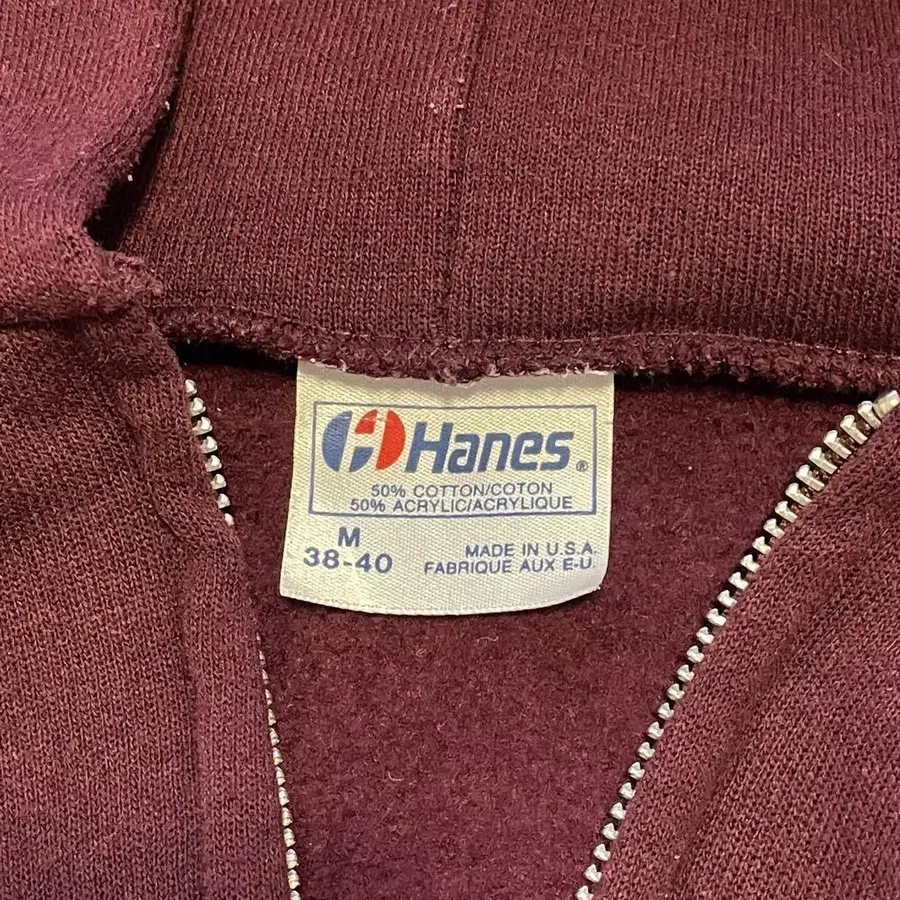 Hanes®
50% COTTON/COTON
50% ACRYLIC/ACRYLIQUE
M
38-40
MADE IN U.S.A.
FABRIQUE AUX E-U.